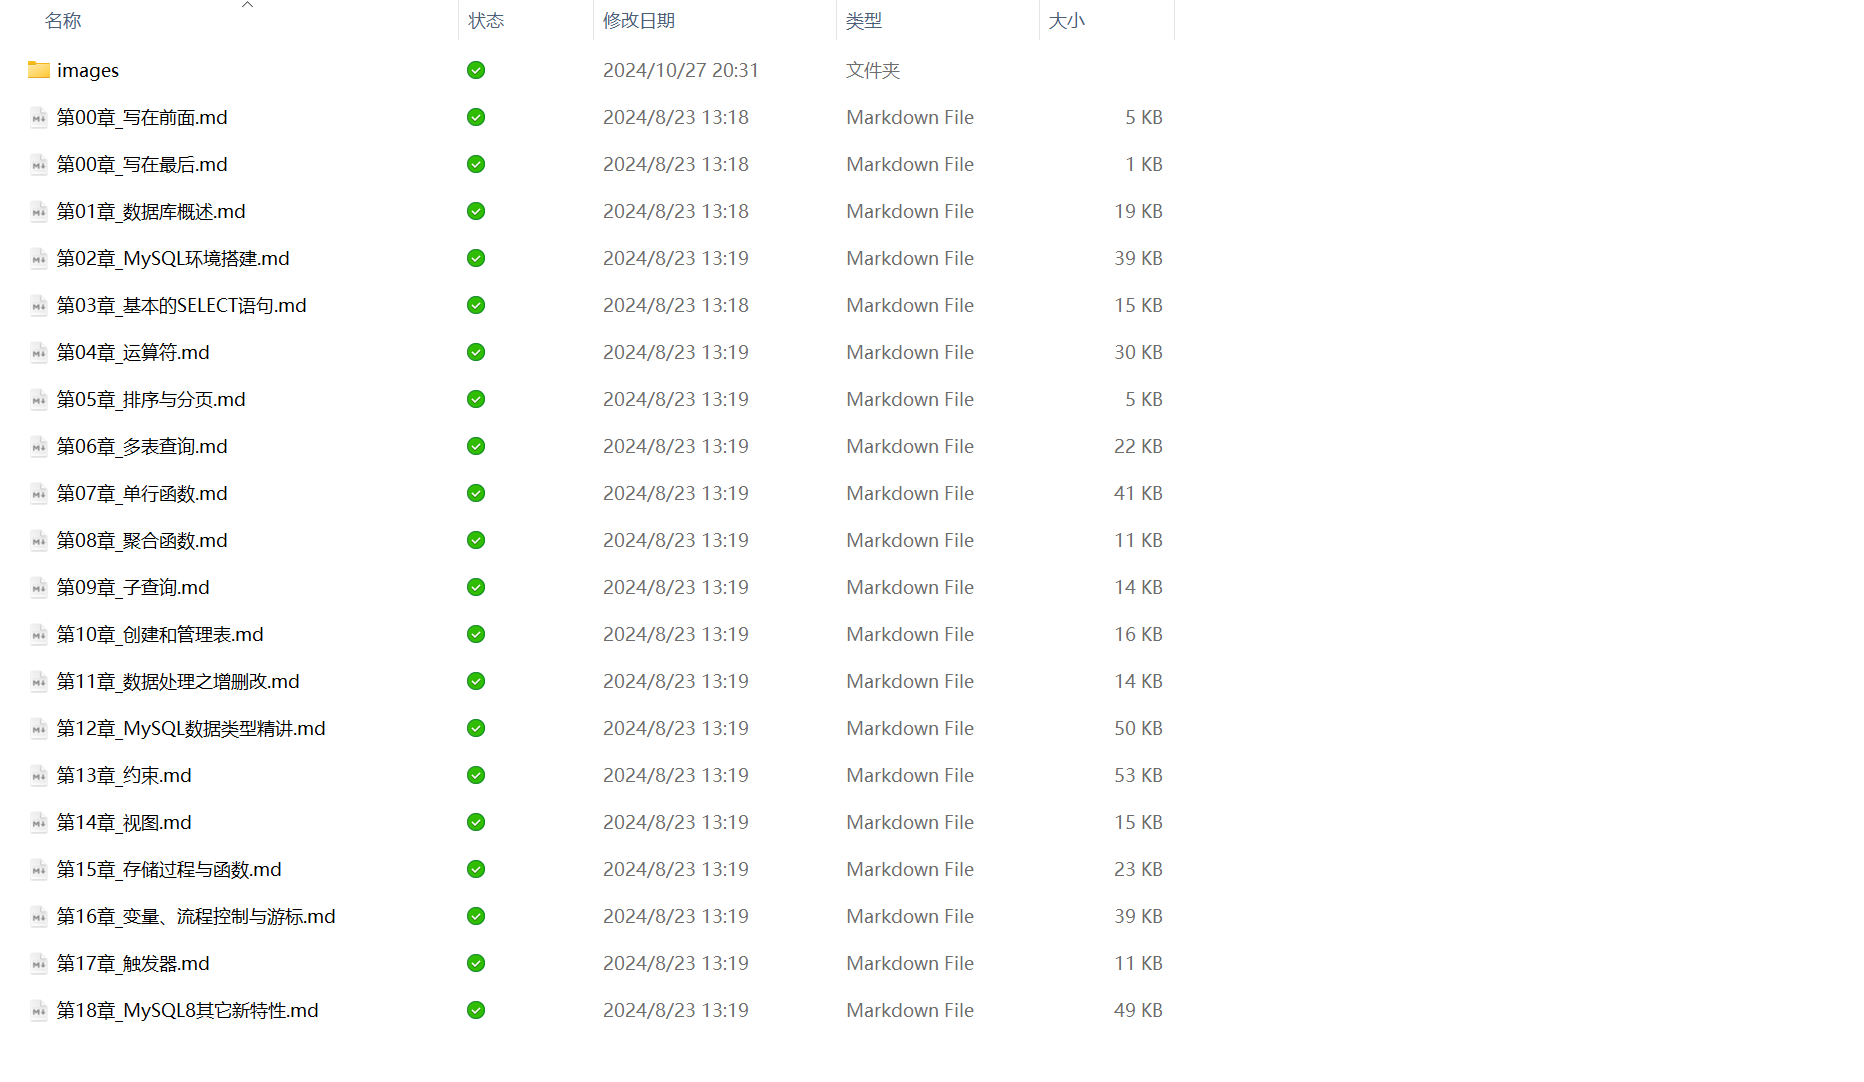 名称 状态 修改日期 类型 大小
images 2024/10/27 20:31 文件夹
第00章_写在前面.md 2024/8/23 13:18 Markdown File 5 KB
第00章_写在最后.md 2024/8/23 13:18 Markdown File 1 KB
第01章_数据库概述.md 2024/8/23 13:18 Markdown File 19 KB
第02章_MySQL环境搭建.md 2024/8/23 13:19 Markdown File 39 KB
第03章_基本的SELECT语句.md 2024/8/23 13:18 Markdown File 15 KB
第04章_运算符.md 2024/8/23 13:19 Markdown File 30 KB
第05章_排序与分页.md 2024/8/23 13:19 Markdown File 5 KB
第06章_多表查询.md 2024/8/23 13:19 Markdown File 22 KB
第07章_单行函数.md 2024/8/23 13:19 Markdown File 41 KB
第08章_聚合函数.md 2024/8/23 13:19 Markdown File 11 KB
第09章_子查询.md 2024/8/23 13:19 Markdown File 14 KB
第10章_创建和管理表.md 2024/8/23 13:19 Markdown File 16 KB
第11章_数据处理之增删改.md 2024/8/23 13:19 Markdown File 14 KB
第12章_MySQL数据类型精讲.md 2024/8/23 13:19 Markdown File 50 KB
第13章_约束.md 2024/8/23 13:19 Markdown File 53 KB
第14章_视图.md 2024/8/23 13:19 Markdown File 15 KB
第15章_存储过程与函数.md 2024/8/23 13:19 Markdown File 23 KB
第16章_变量、流程控制与游标.md 2024/8/23 13:19 Markdown File 39 KB
第17章_触发器.md 2024/8/23 13:19 Markdown File 11 KB
第18章_MySQL8其它新特性.md 2024/8/23 13:19 Markdown File 49 KB